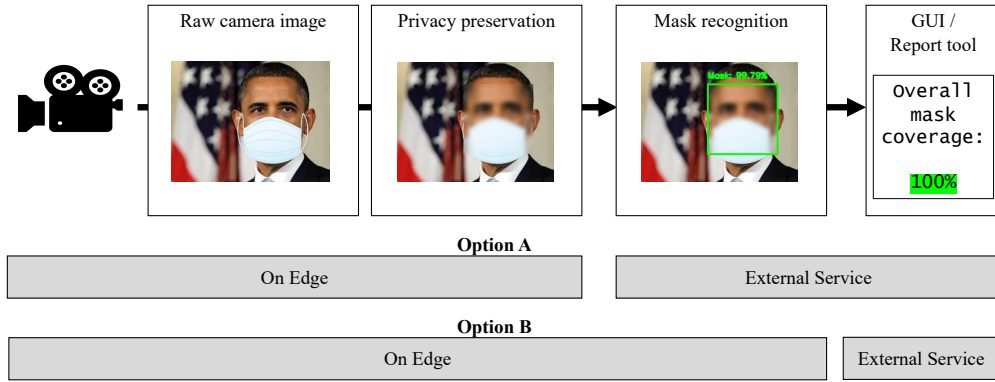 Raw camera image
Privacy preservation
Mask recognition
GUI /
Report tool
Mask: 99.79%
Overall
mask
coverage:
100%
Option A
On Edge
External Service
Option B
On Edge
External Service